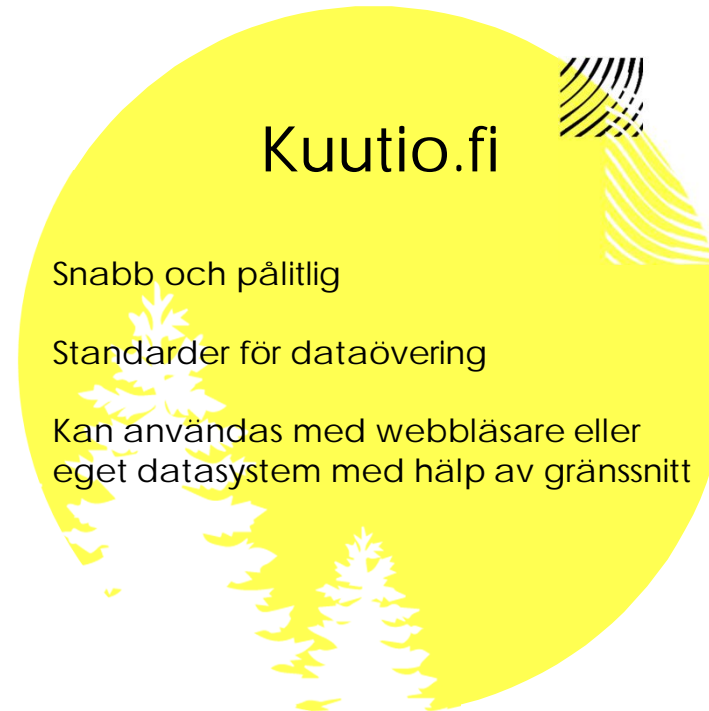 Kuutio.fi
Snabb och pålitlig
Standarder för dataövering
Kan användas med webbläsare eller
eget datasystem med hälp av gränssnitt